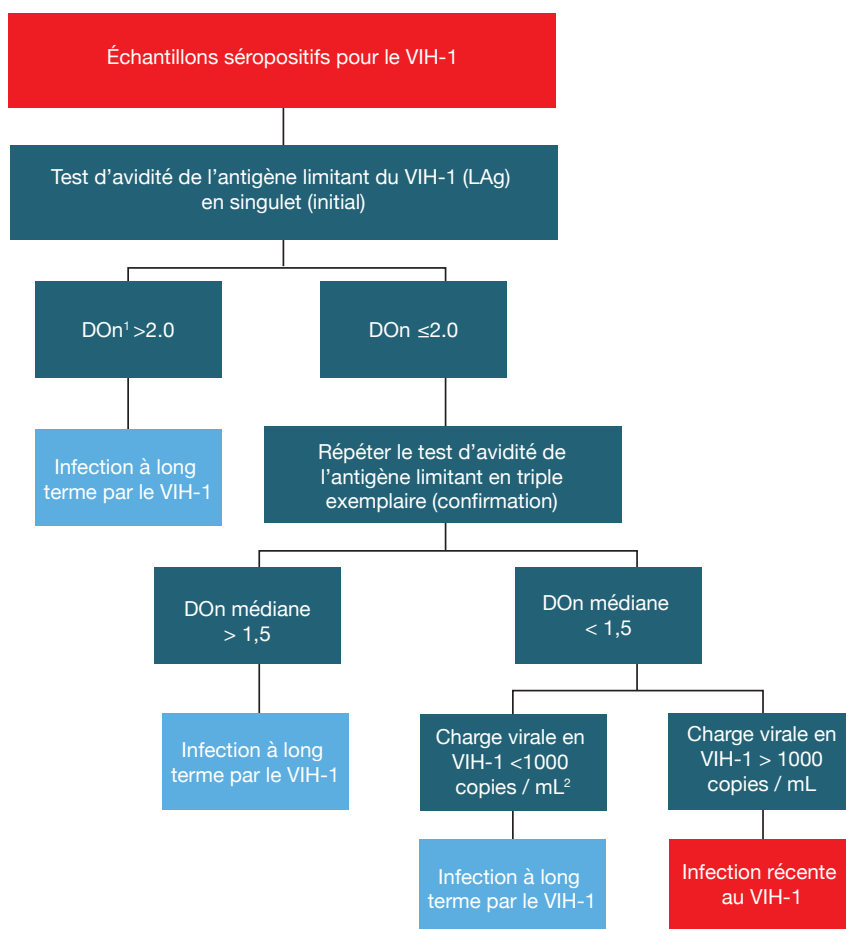 Échantillons séropositifs pour le VIH-1
Test d'avidité de l'antigène limitant du VIH-1 (LAg)
en singulet (initial)
DOn¹ >2.0
DOn ≤2.0
Infection à long
terme par le VIH-1
Répéter le test d'avidité de
l'antigène limitant en triple
exemplaire (confirmation)
DOn médiane
> 1,5
DOn médiane
< 1,5
Infection à long
terme par le VIH-1
Charge virale en
VIH-1 <1000
copies / mL²
Charge virale en
VIH-1 > 1000
copies / mL
Infection à long
terme par le VIH-1
Infection récente
au VIH-1